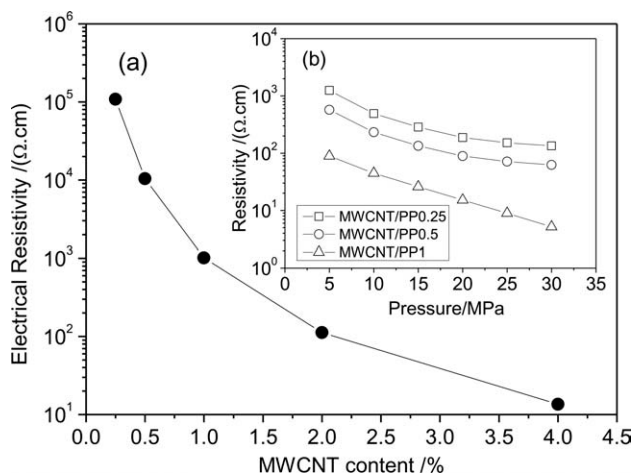 (a)
Electrical Resistivity /(Ω.cm)
10^6
10^5
10^4
10^3
10^2
10^1
0.0 0.5 1.0 1.5 2.0 2.5 3.0 3.5 4.0 4.5
MWCNT content /%
(b)
Resistivity /(Ω.cm)
10^4
10^3
10^2
10^1
10^0
MWCNT/PP0.25
MWCNT/PP0.5
MWCNT/PP1
0 5 10 15 20 25 30 35
Pressure/MPa